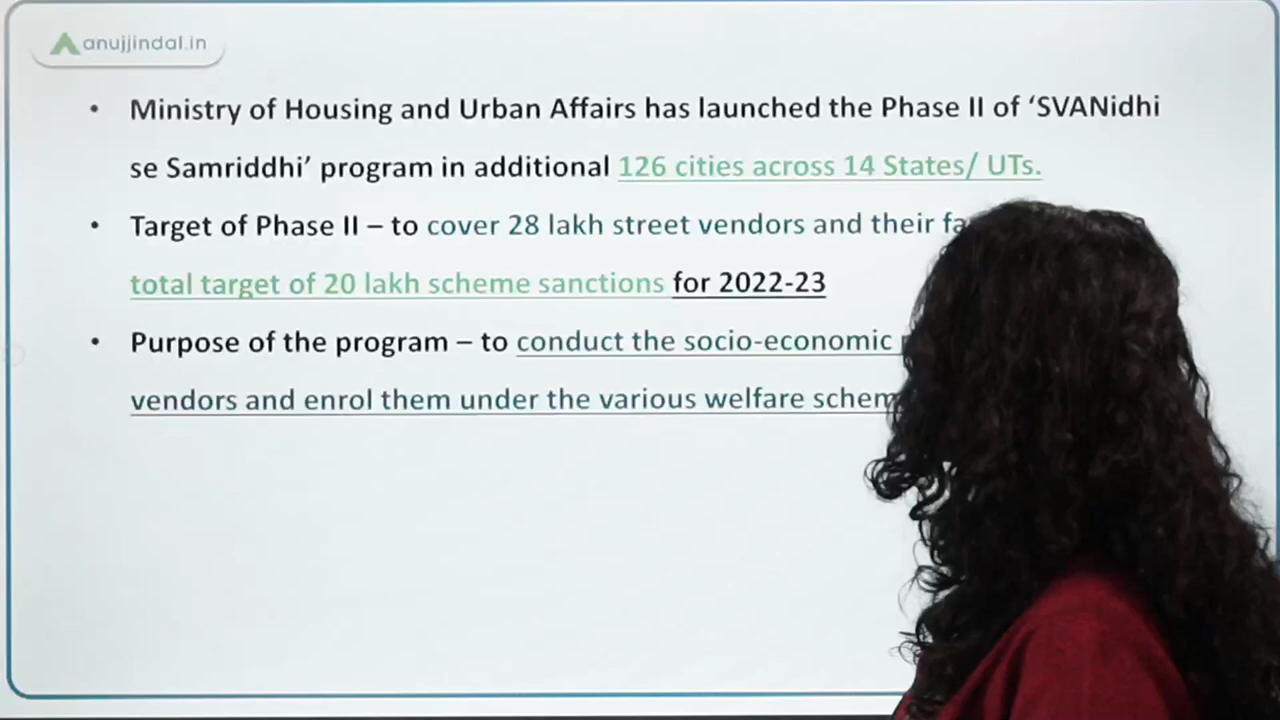 anujjindal.in
• Ministry of Housing and Urban Affairs has launched the Phase II of ‘SVANidhi
se Samriddhi’ program in additional 126 cities across 14 States/ UTs.
• Target of Phase II – to cover 28 lakh street vendors and their
total target of 20 lakh scheme sanctions for 2022-23
• Purpose of the program – to conduct the socio-economic
vendors and enrol them under the various welfare